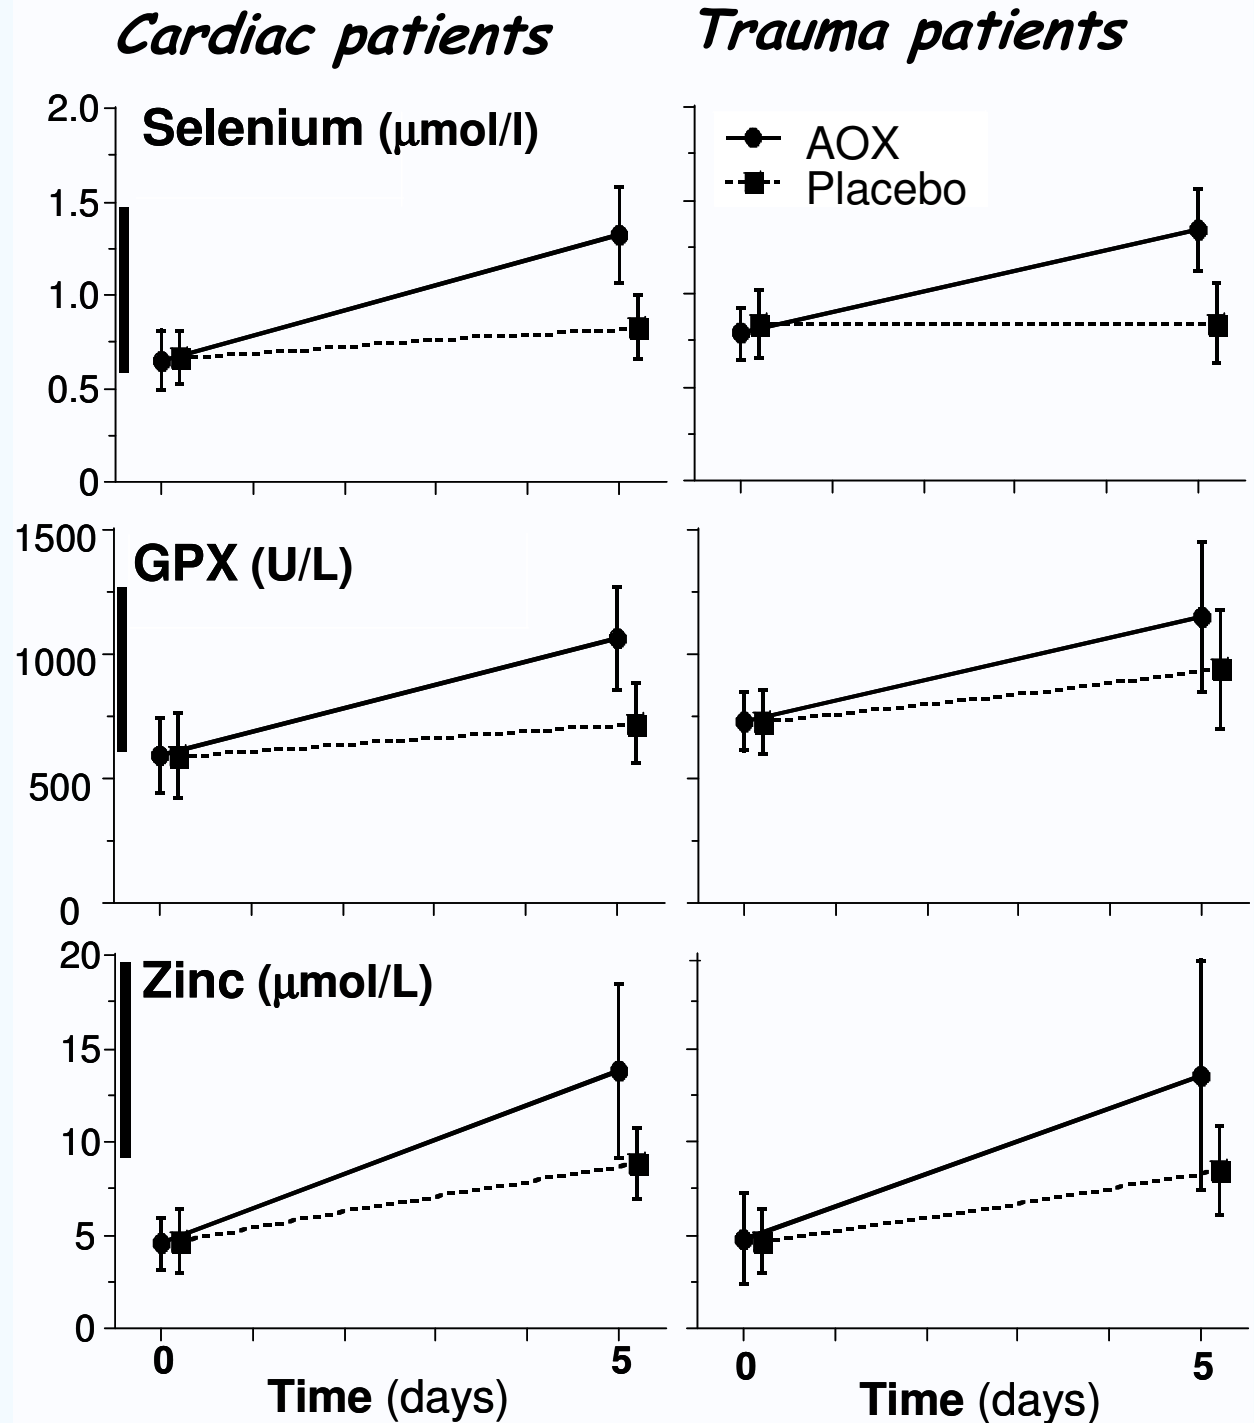 Cardiac patients
Trauma patients
2.0
1.5
1.0
0.5
0
Selenium (μmol/l)
AOX
Placebo
1500
1000
500
0
GPX (U/L)
20
15
10
5
0
Zinc (μmol/L)
0
5
Time (days)
0
5
Time (days)